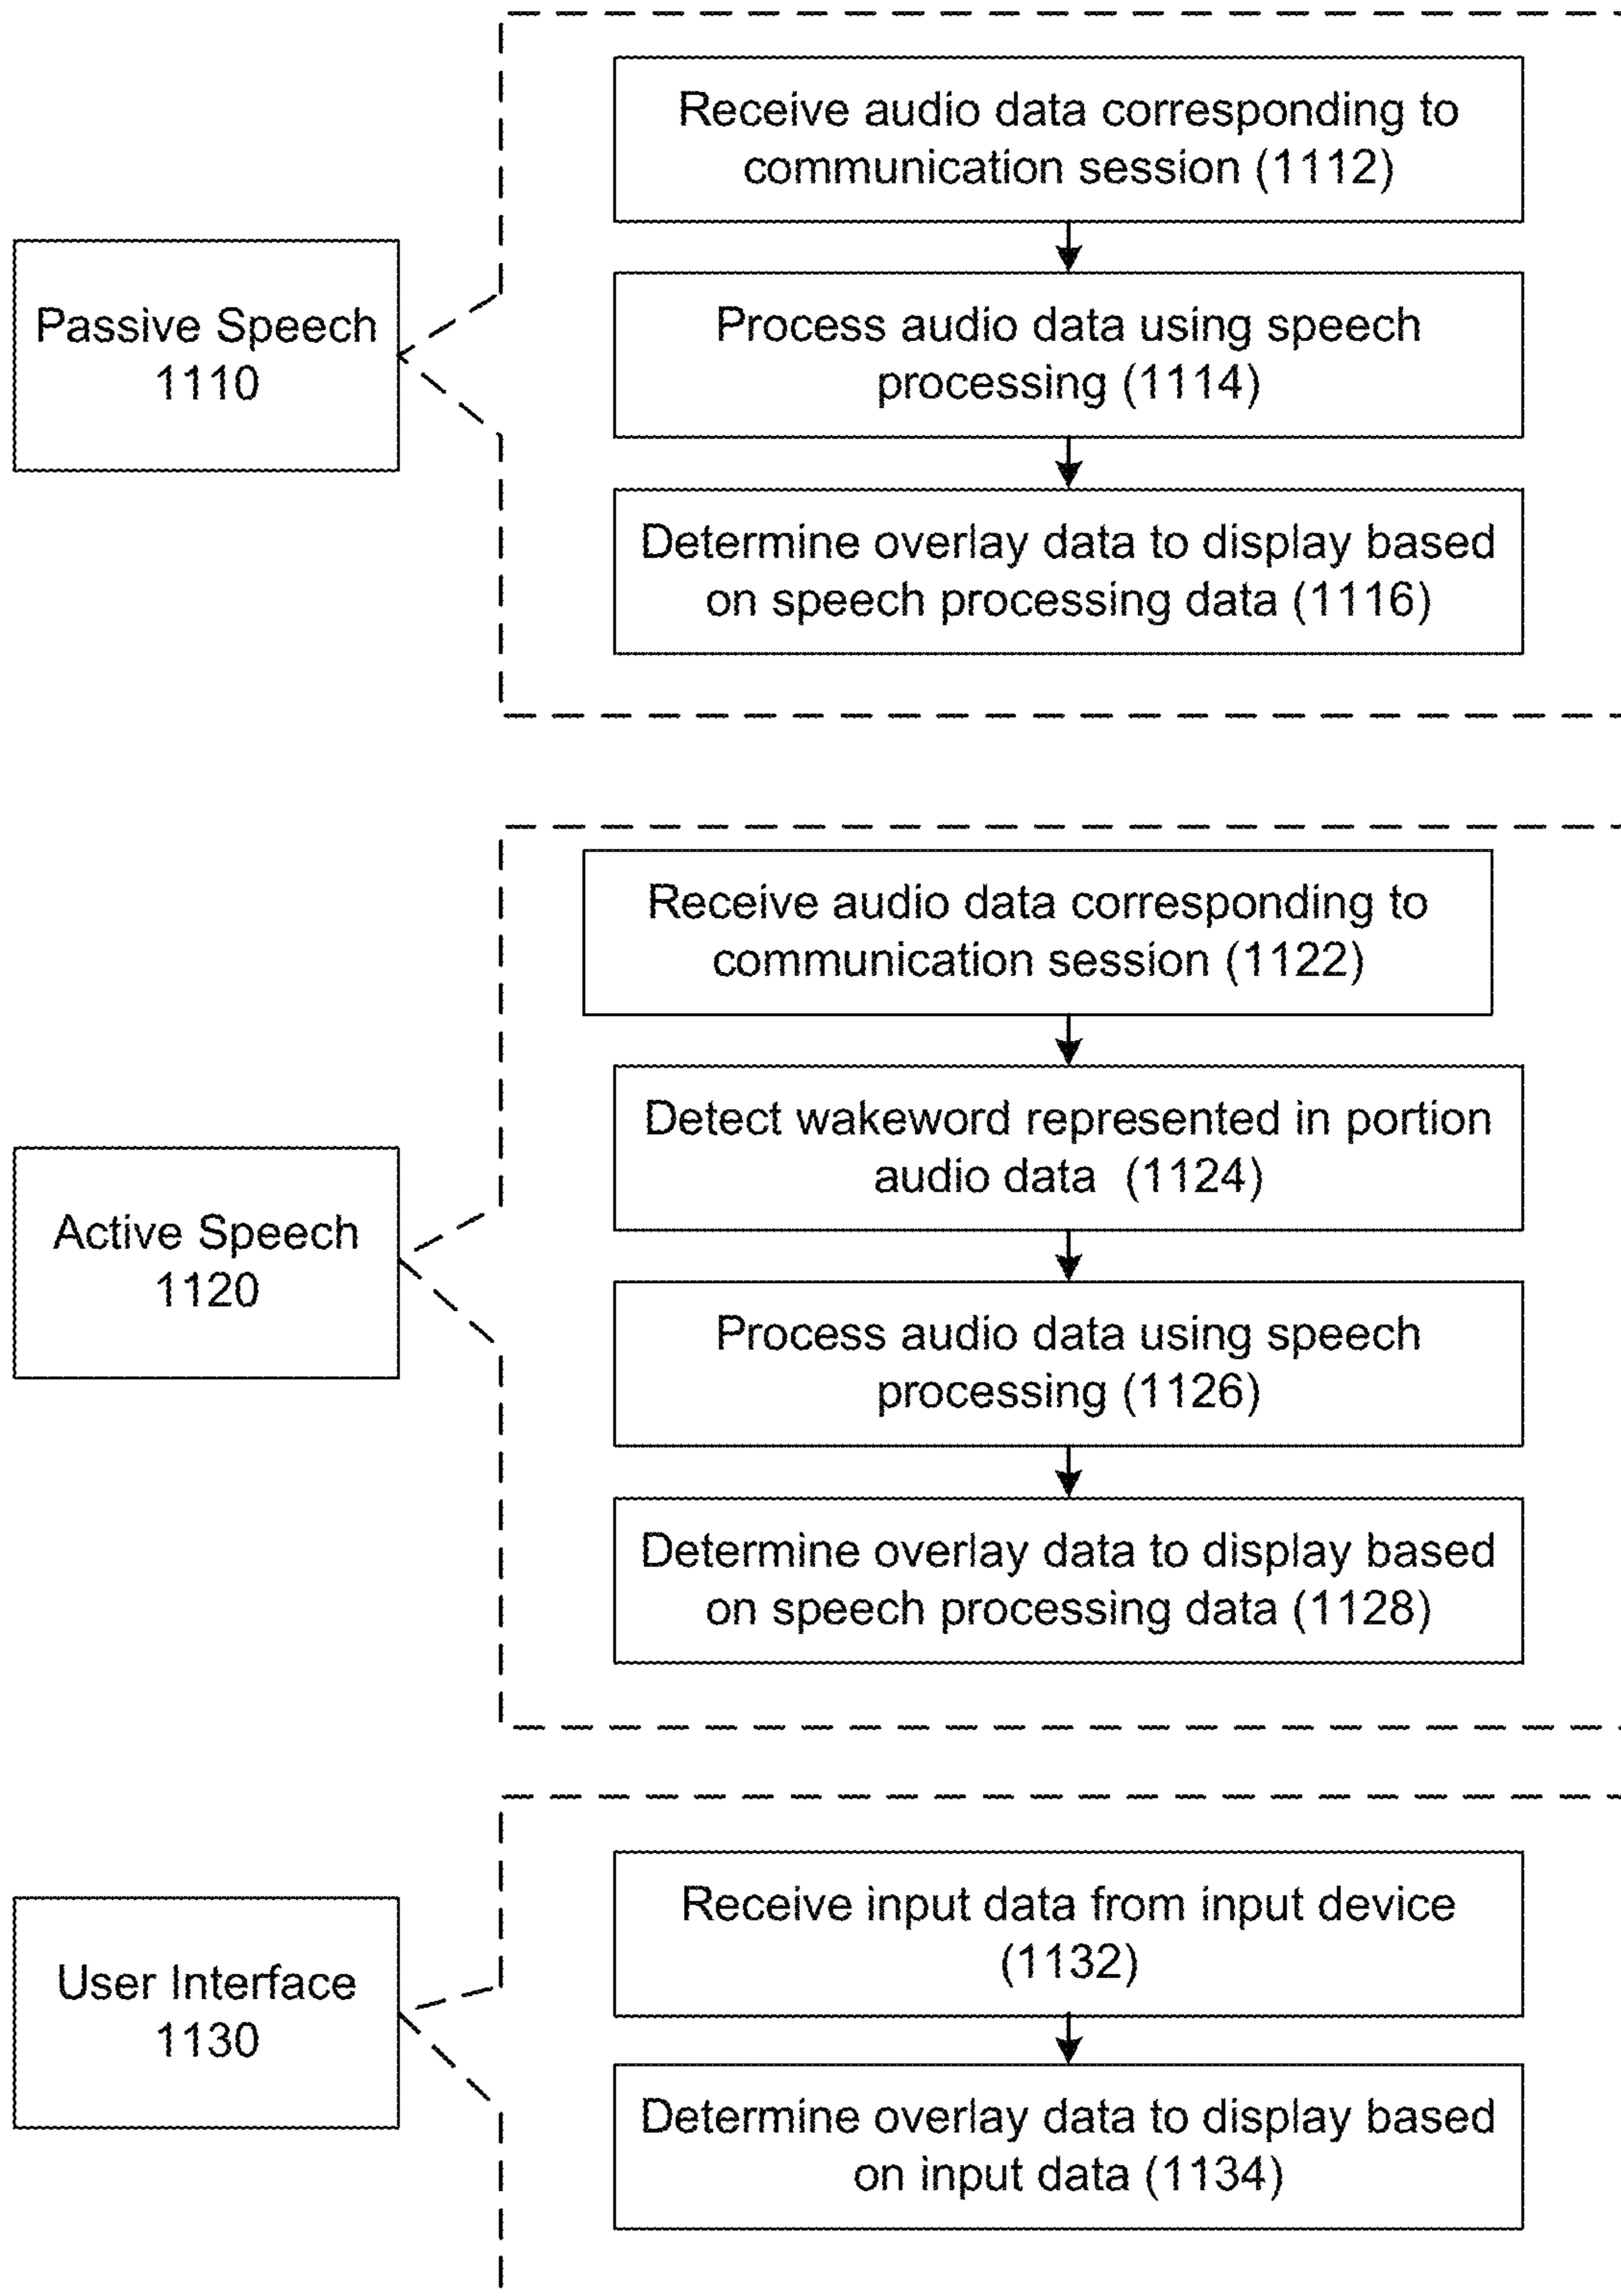 Receive audio data corresponding to
communication session (1112)
Passive Speech
1110
Process audio data using speech
processing (1114)
Determine overlay data to display based
on speech processing data (1116)
Receive audio data corresponding to
communication session (1122)
Detect wakeword represented in portion
audio data (1124)
Active Speech
1120
Process audio data using speech
processing (1126)
Determine overlay data to display based
on speech processing data (1128)
Receive input data from input device
(1132)
User Interface
1130
Determine overlay data to display based
on input data (1134)